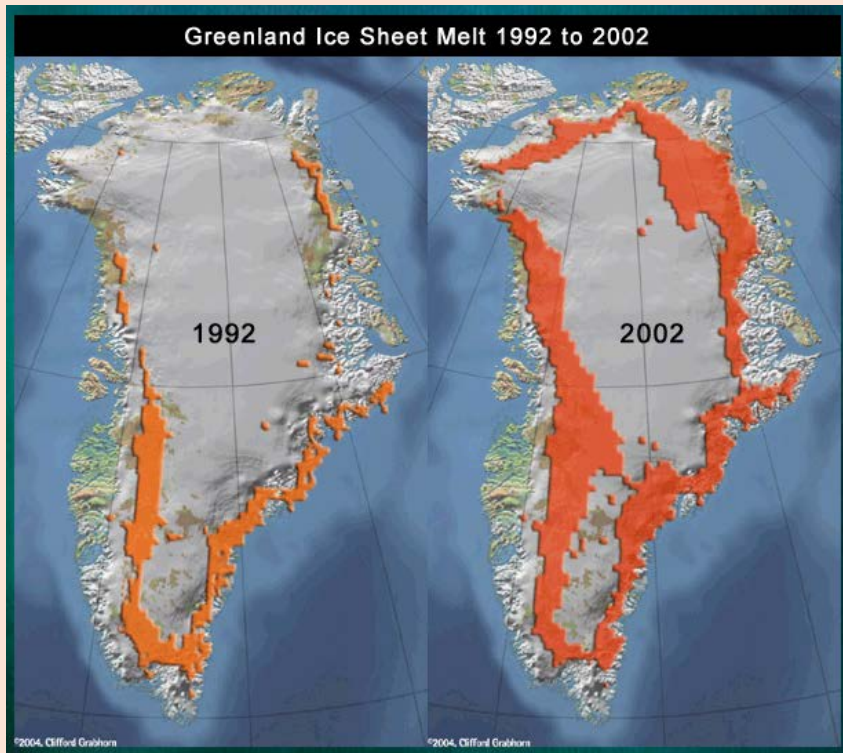 Greenland Ice Sheet Melt 1992 to 2002
1992
2002
©2004, Clifford Grabhorn
©2004, Clifford Grabhorn